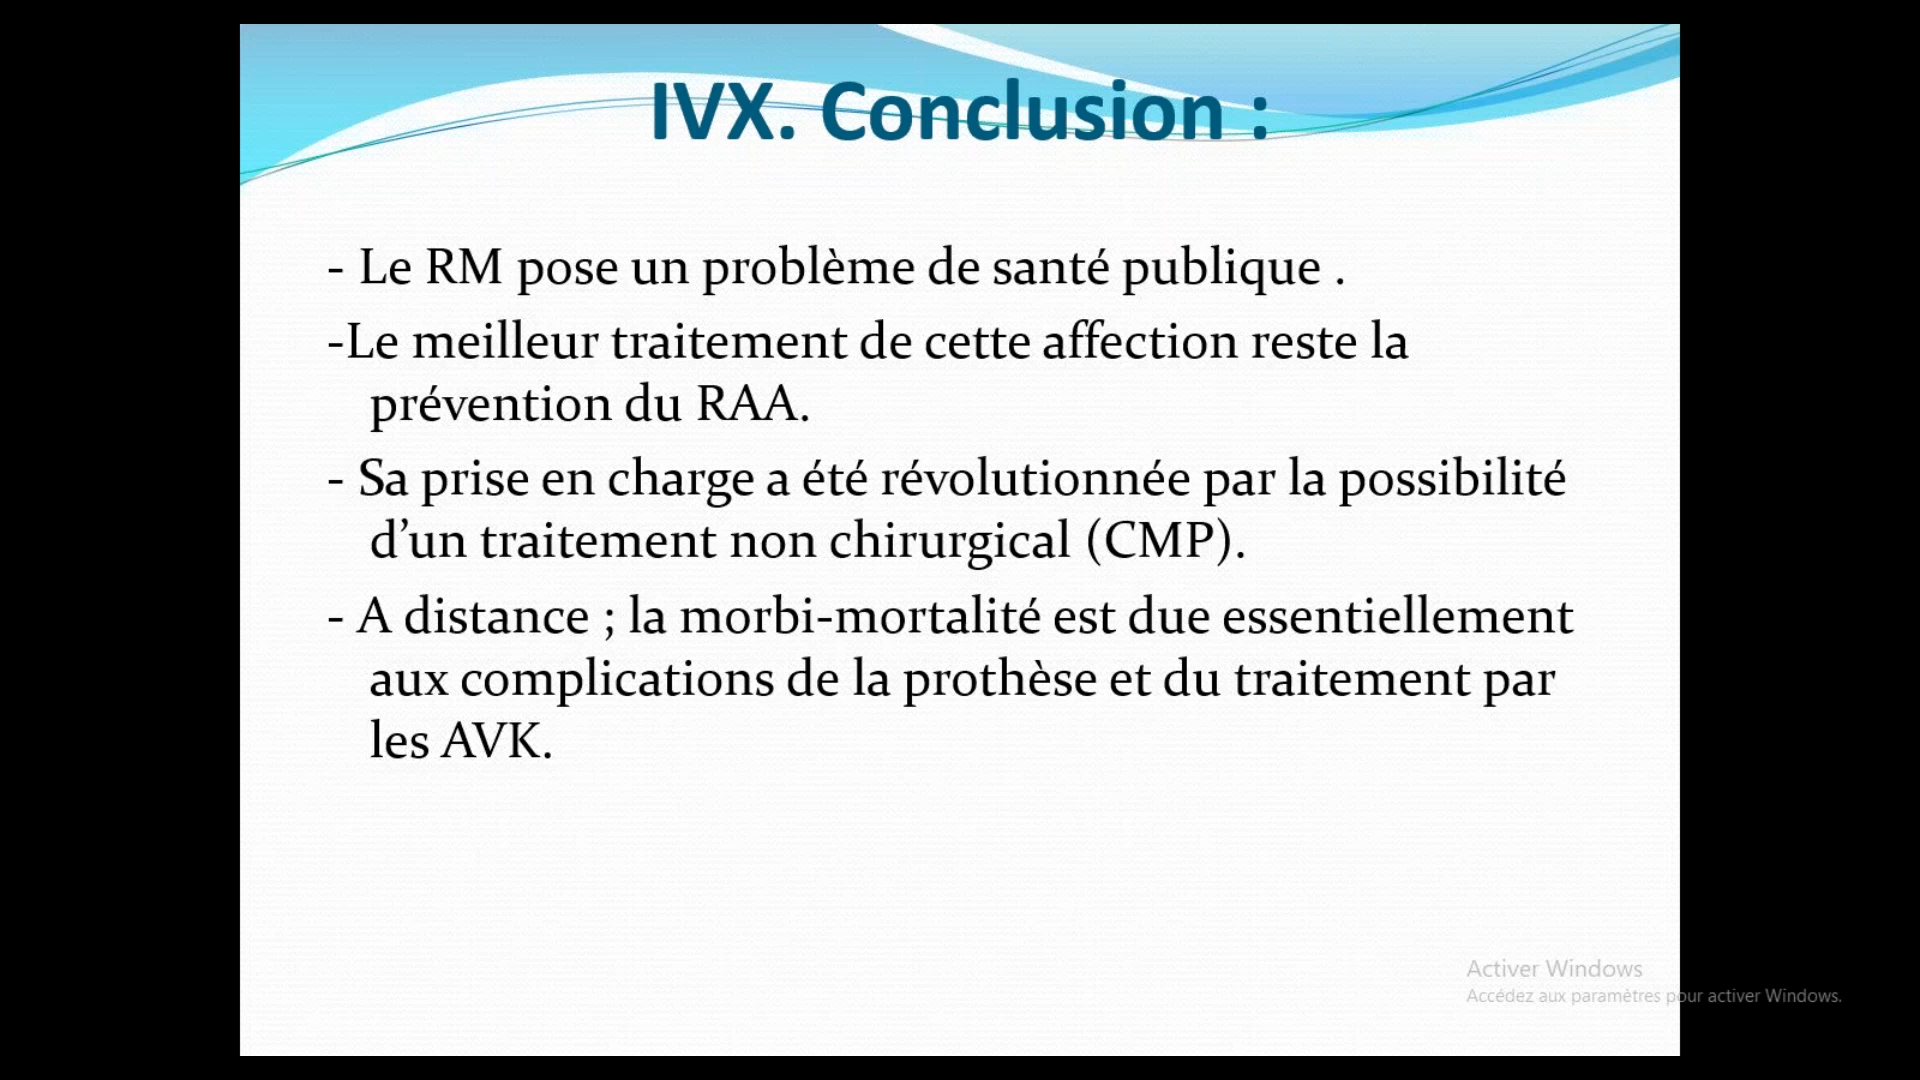 IVX. Conclusion :
- Le RM pose un problème de santé publique .
-Le meilleur traitement de cette affection reste la
prévention du RAA.
- Sa prise en charge a été révolutionnée par la possibilité
d’un traitement non chirurgical (CMP).
- A distance ; la morbi-mortalité est due essentiellement
aux complications de la prothèse et du traitement par
les AVK.
Activer Windows
Accédez aux paramètres pour activer Windows.